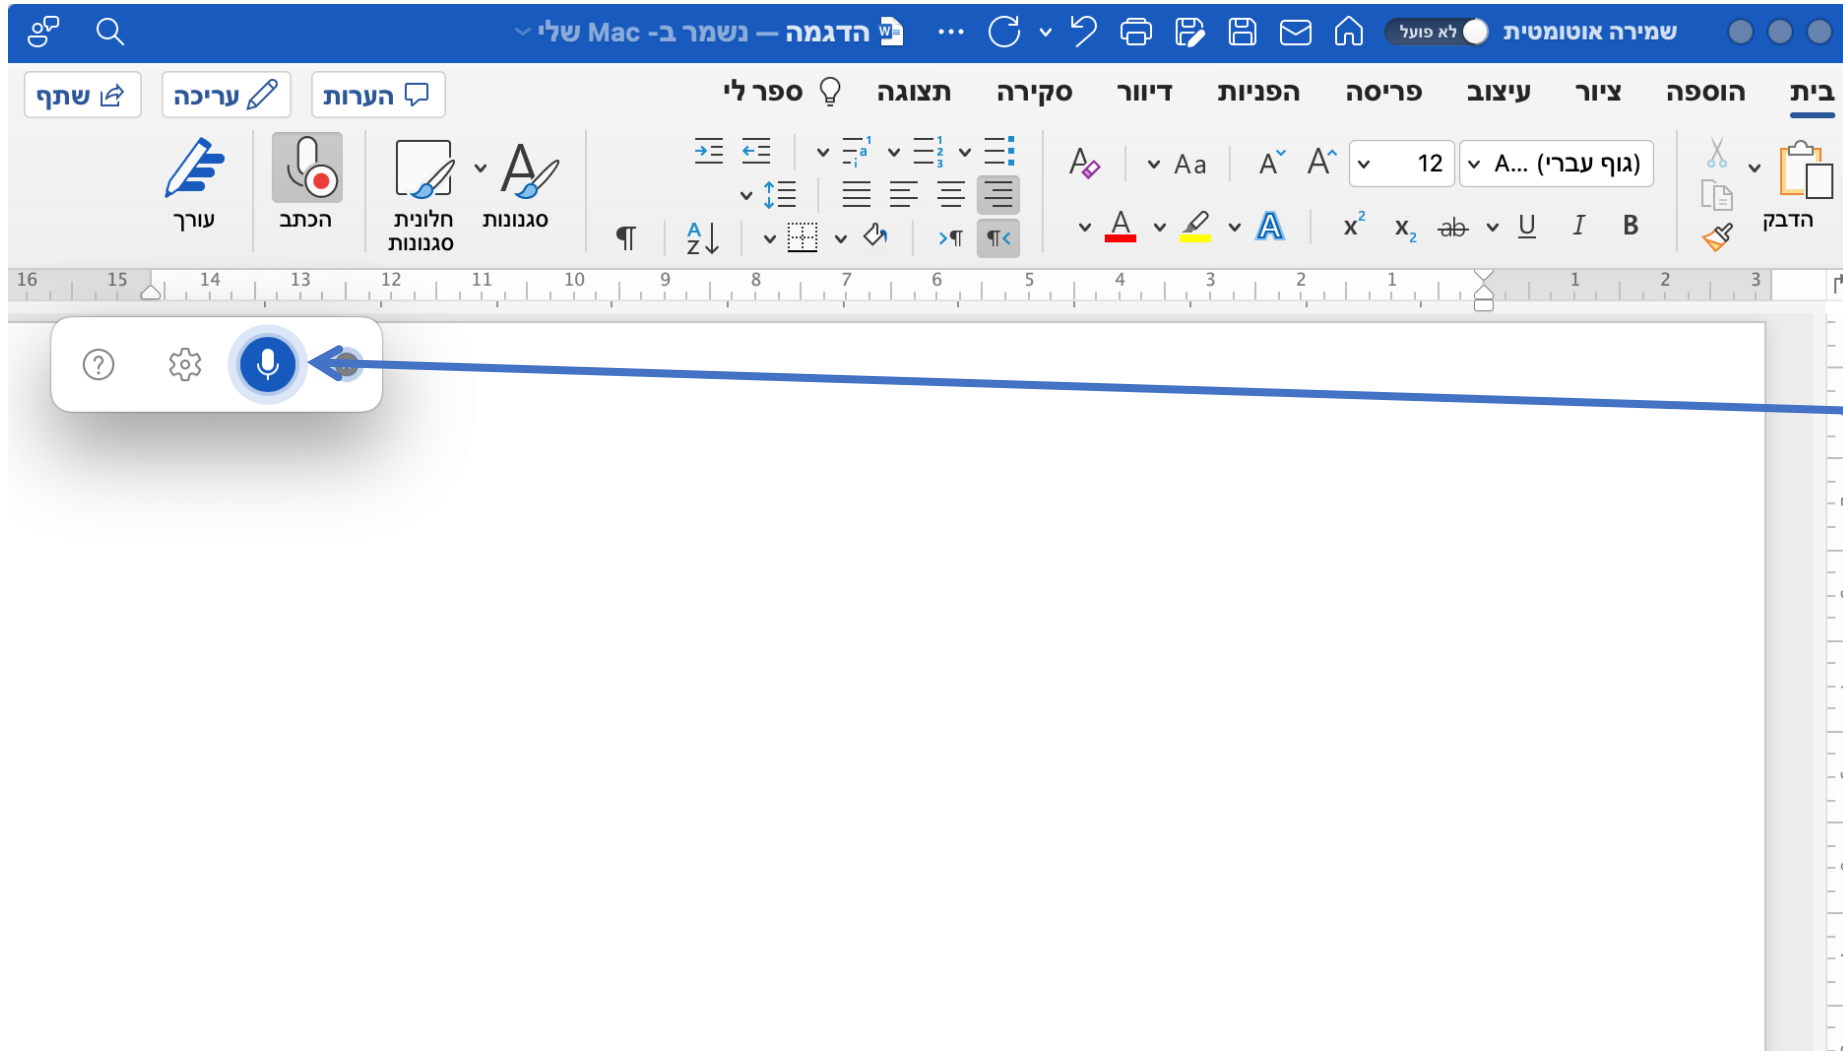 שמירה אוטומטית לא פועל הדגמה — נשמר ב- Mac שלי
בית הוספה ציור עיצוב פריסה הפניות דיוור סקירה תצוגה ספר לי הערות עריכה שתף
הדבק
(גוף עברי) ...A 12
Aa
B I U ab x₂ x² A A
A Z
סגנונות
חלונית סגנונות
הכתב
עורך
3 2 1 1 2 3 4 5 6 7 8 9 10 11 12 13 14 15 16